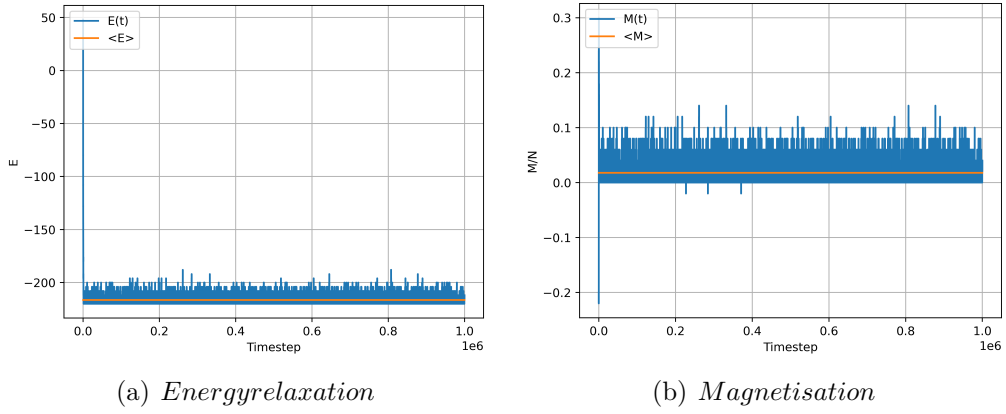 50
0
−50
−100
−150
−200
E
E(t)
<E>
0.0 0.2 0.4 0.6 0.8 1.0
1e6
Timestep
(a) Energyrelaxation
0.3
0.2
0.1
0.0
−0.1
−0.2
M/N
M(t)
<M>
0.0 0.2 0.4 0.6 0.8 1.0
1e6
Timestep
(b) Magnetisation